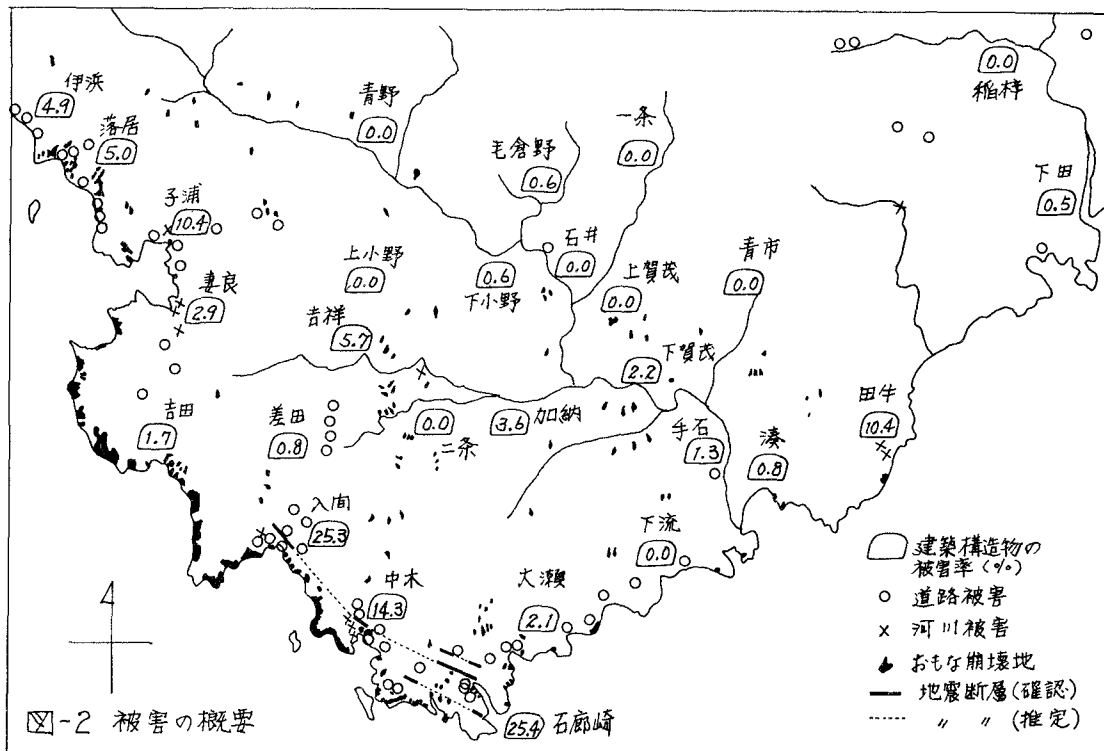 伊浜
4.9
落居
5.0
子浦
10.4
妻良
2.9
青野
0.0
毛倉野
0.6
一条
0.0
稲梓
0.0
下田
0.5
上小野
0.0
下小野
0.6
石井
0.0
上賀茂
0.0
青市
0.0
吉祥
5.7
下賀茂
2.2
吉田
1.7
差田
0.8
二条
0.0
加納
3.6
手石
1.3
湊
0.8
田牛
10.4
入間
25.3
中木
14.3
大瀬
2.1
下流
0.0
石廊崎
25.4
建築構造物の
被害率(%)
道路被害
河川被害
おもな崩壊地
地震断層(確認)
〃 〃 (推定)
図-2 被害の概要